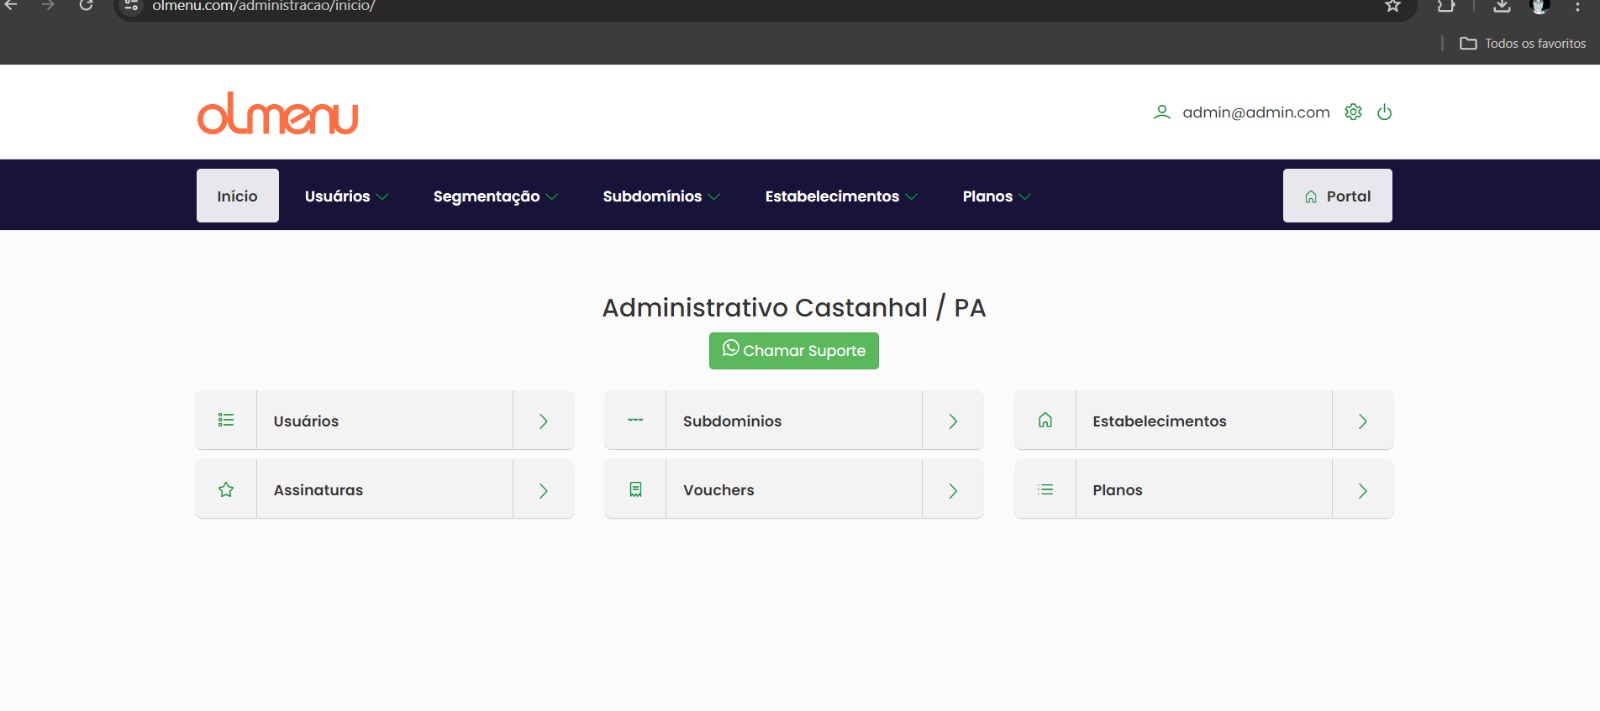 olmenu.com/administracao/inicio/
Todos os favoritos
olmenu
admin@admin.com
Início Usuários Segmentação Subdomínios Estabelecimentos Planos Portal
Administrativo Castanhal / PA
Chamar Suporte
Usuários Subdominios Estabelecimentos
Assinaturas Vouchers Planos